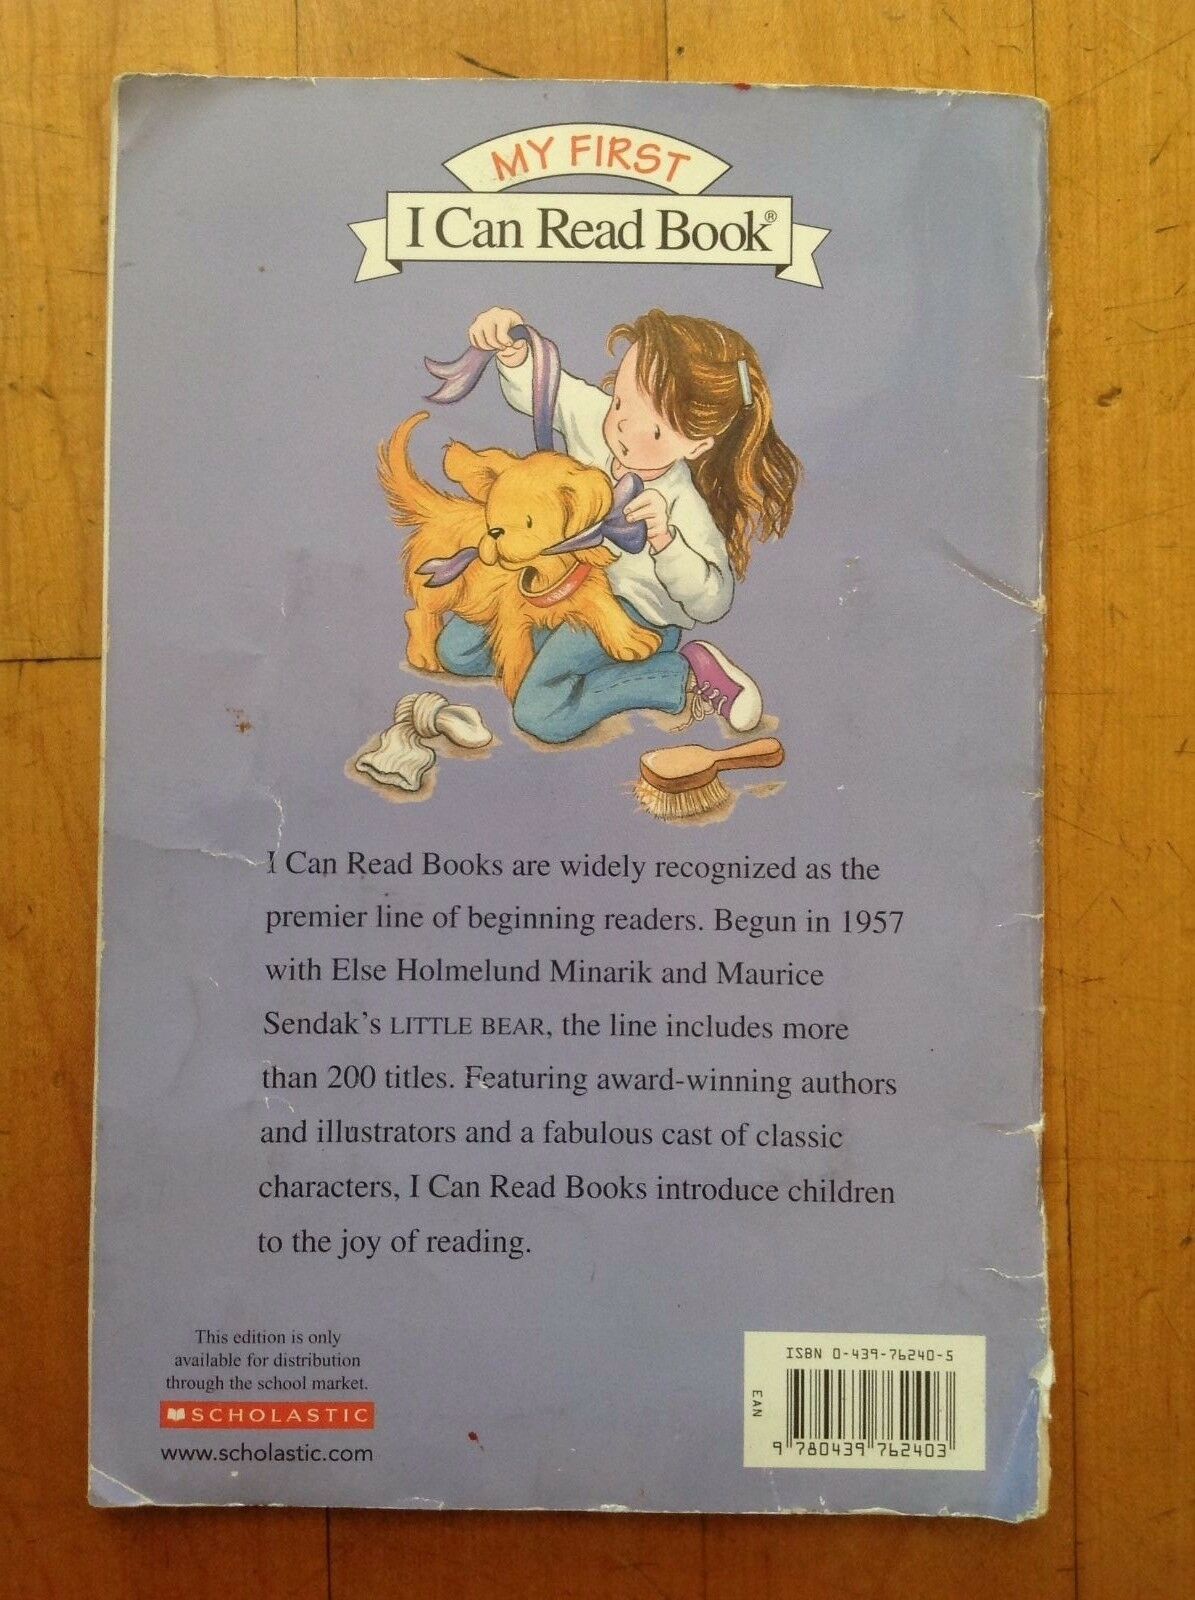 MY FIRST
I Can Read Book®
I Can Read Books are widely recognized as the
premier line of beginning readers. Begun in 1957
with Else Holmelund Minarik and Maurice
Sendak's LITTLE BEAR, the line includes more
than 200 titles. Featuring award-winning authors
and illustrators and a fabulous cast of classic
characters, I Can Read Books introduce children
to the joy of reading.
This edition is only
available for distribution
through the school market.
SCHOLASTIC
www.scholastic.com
ISBN 0-439-76240-5
EAN
9 780439 762403